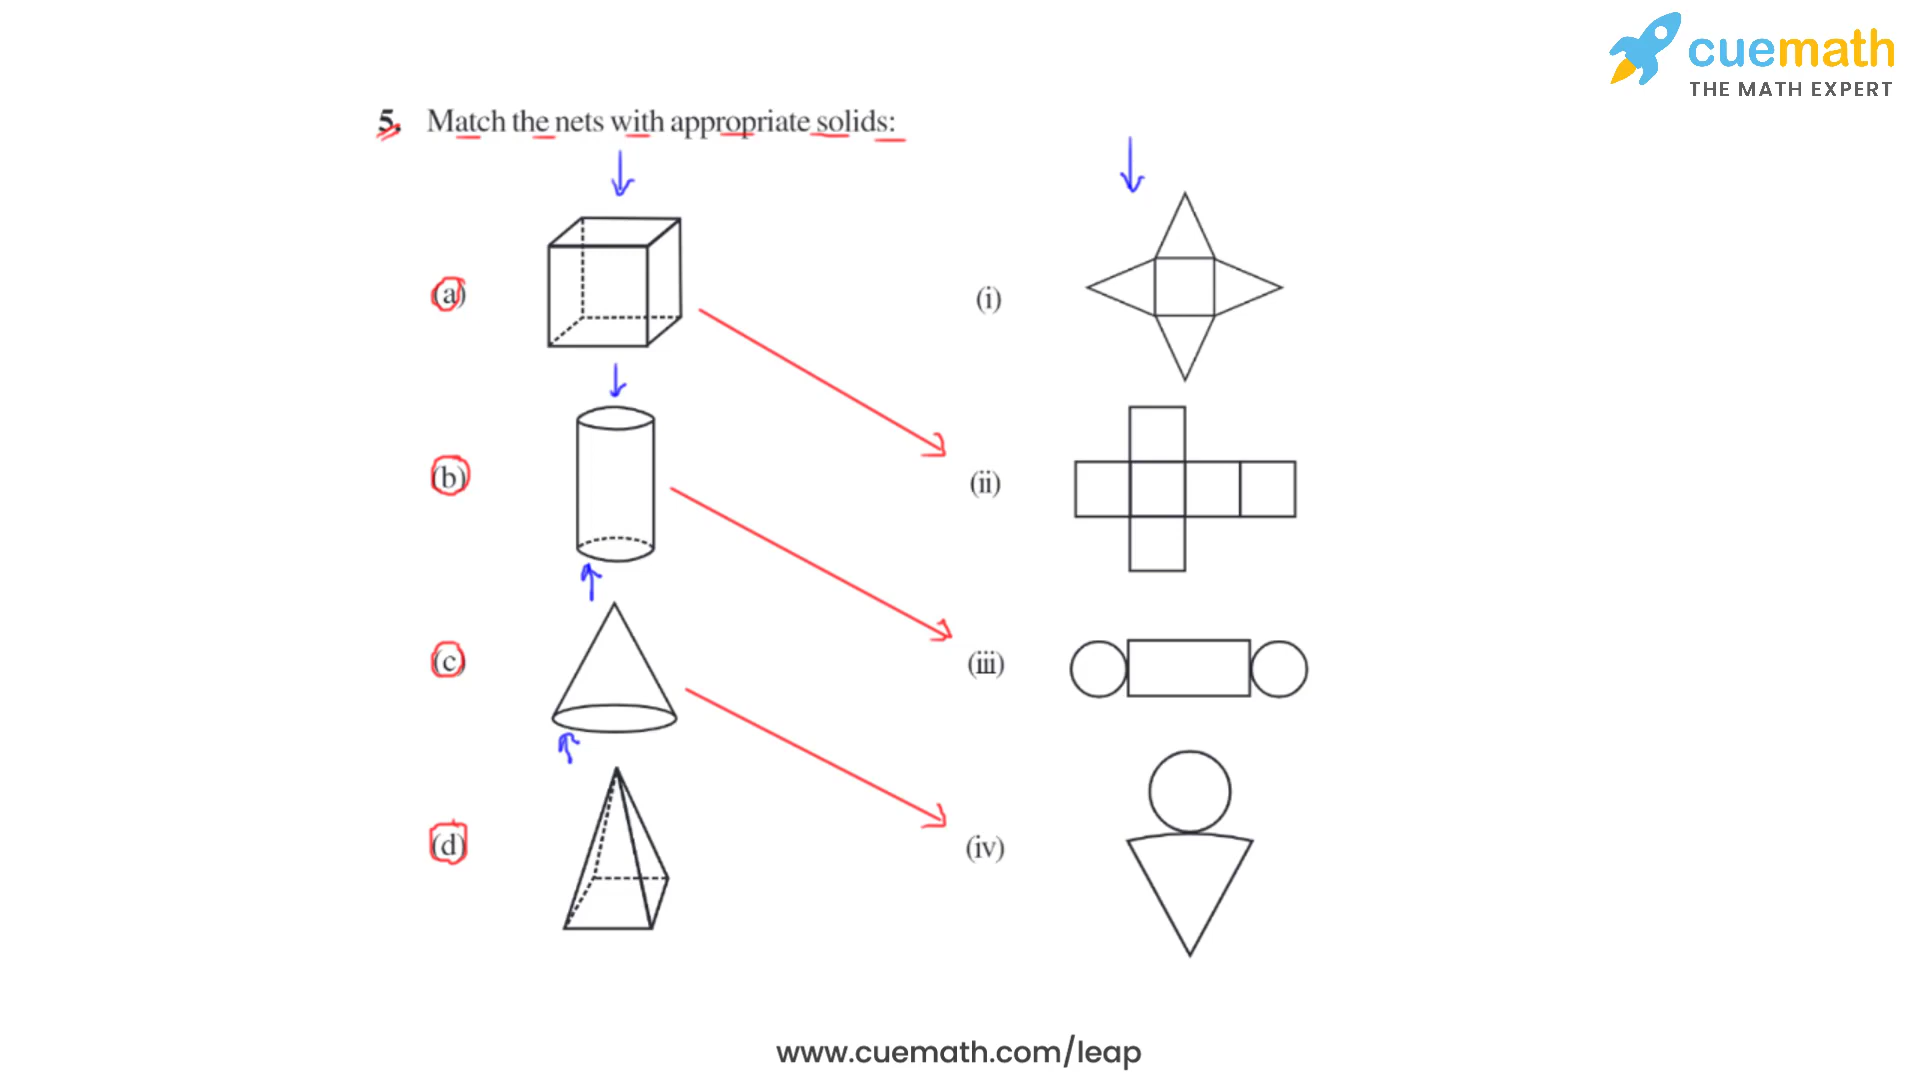 cuemath
THE MATH EXPERT
5. Match the nets with appropriate solids:
(a)
(i)
(b)
(ii)
(c)
(iii)
(d)
(iv)
www.cuemath.com/leap